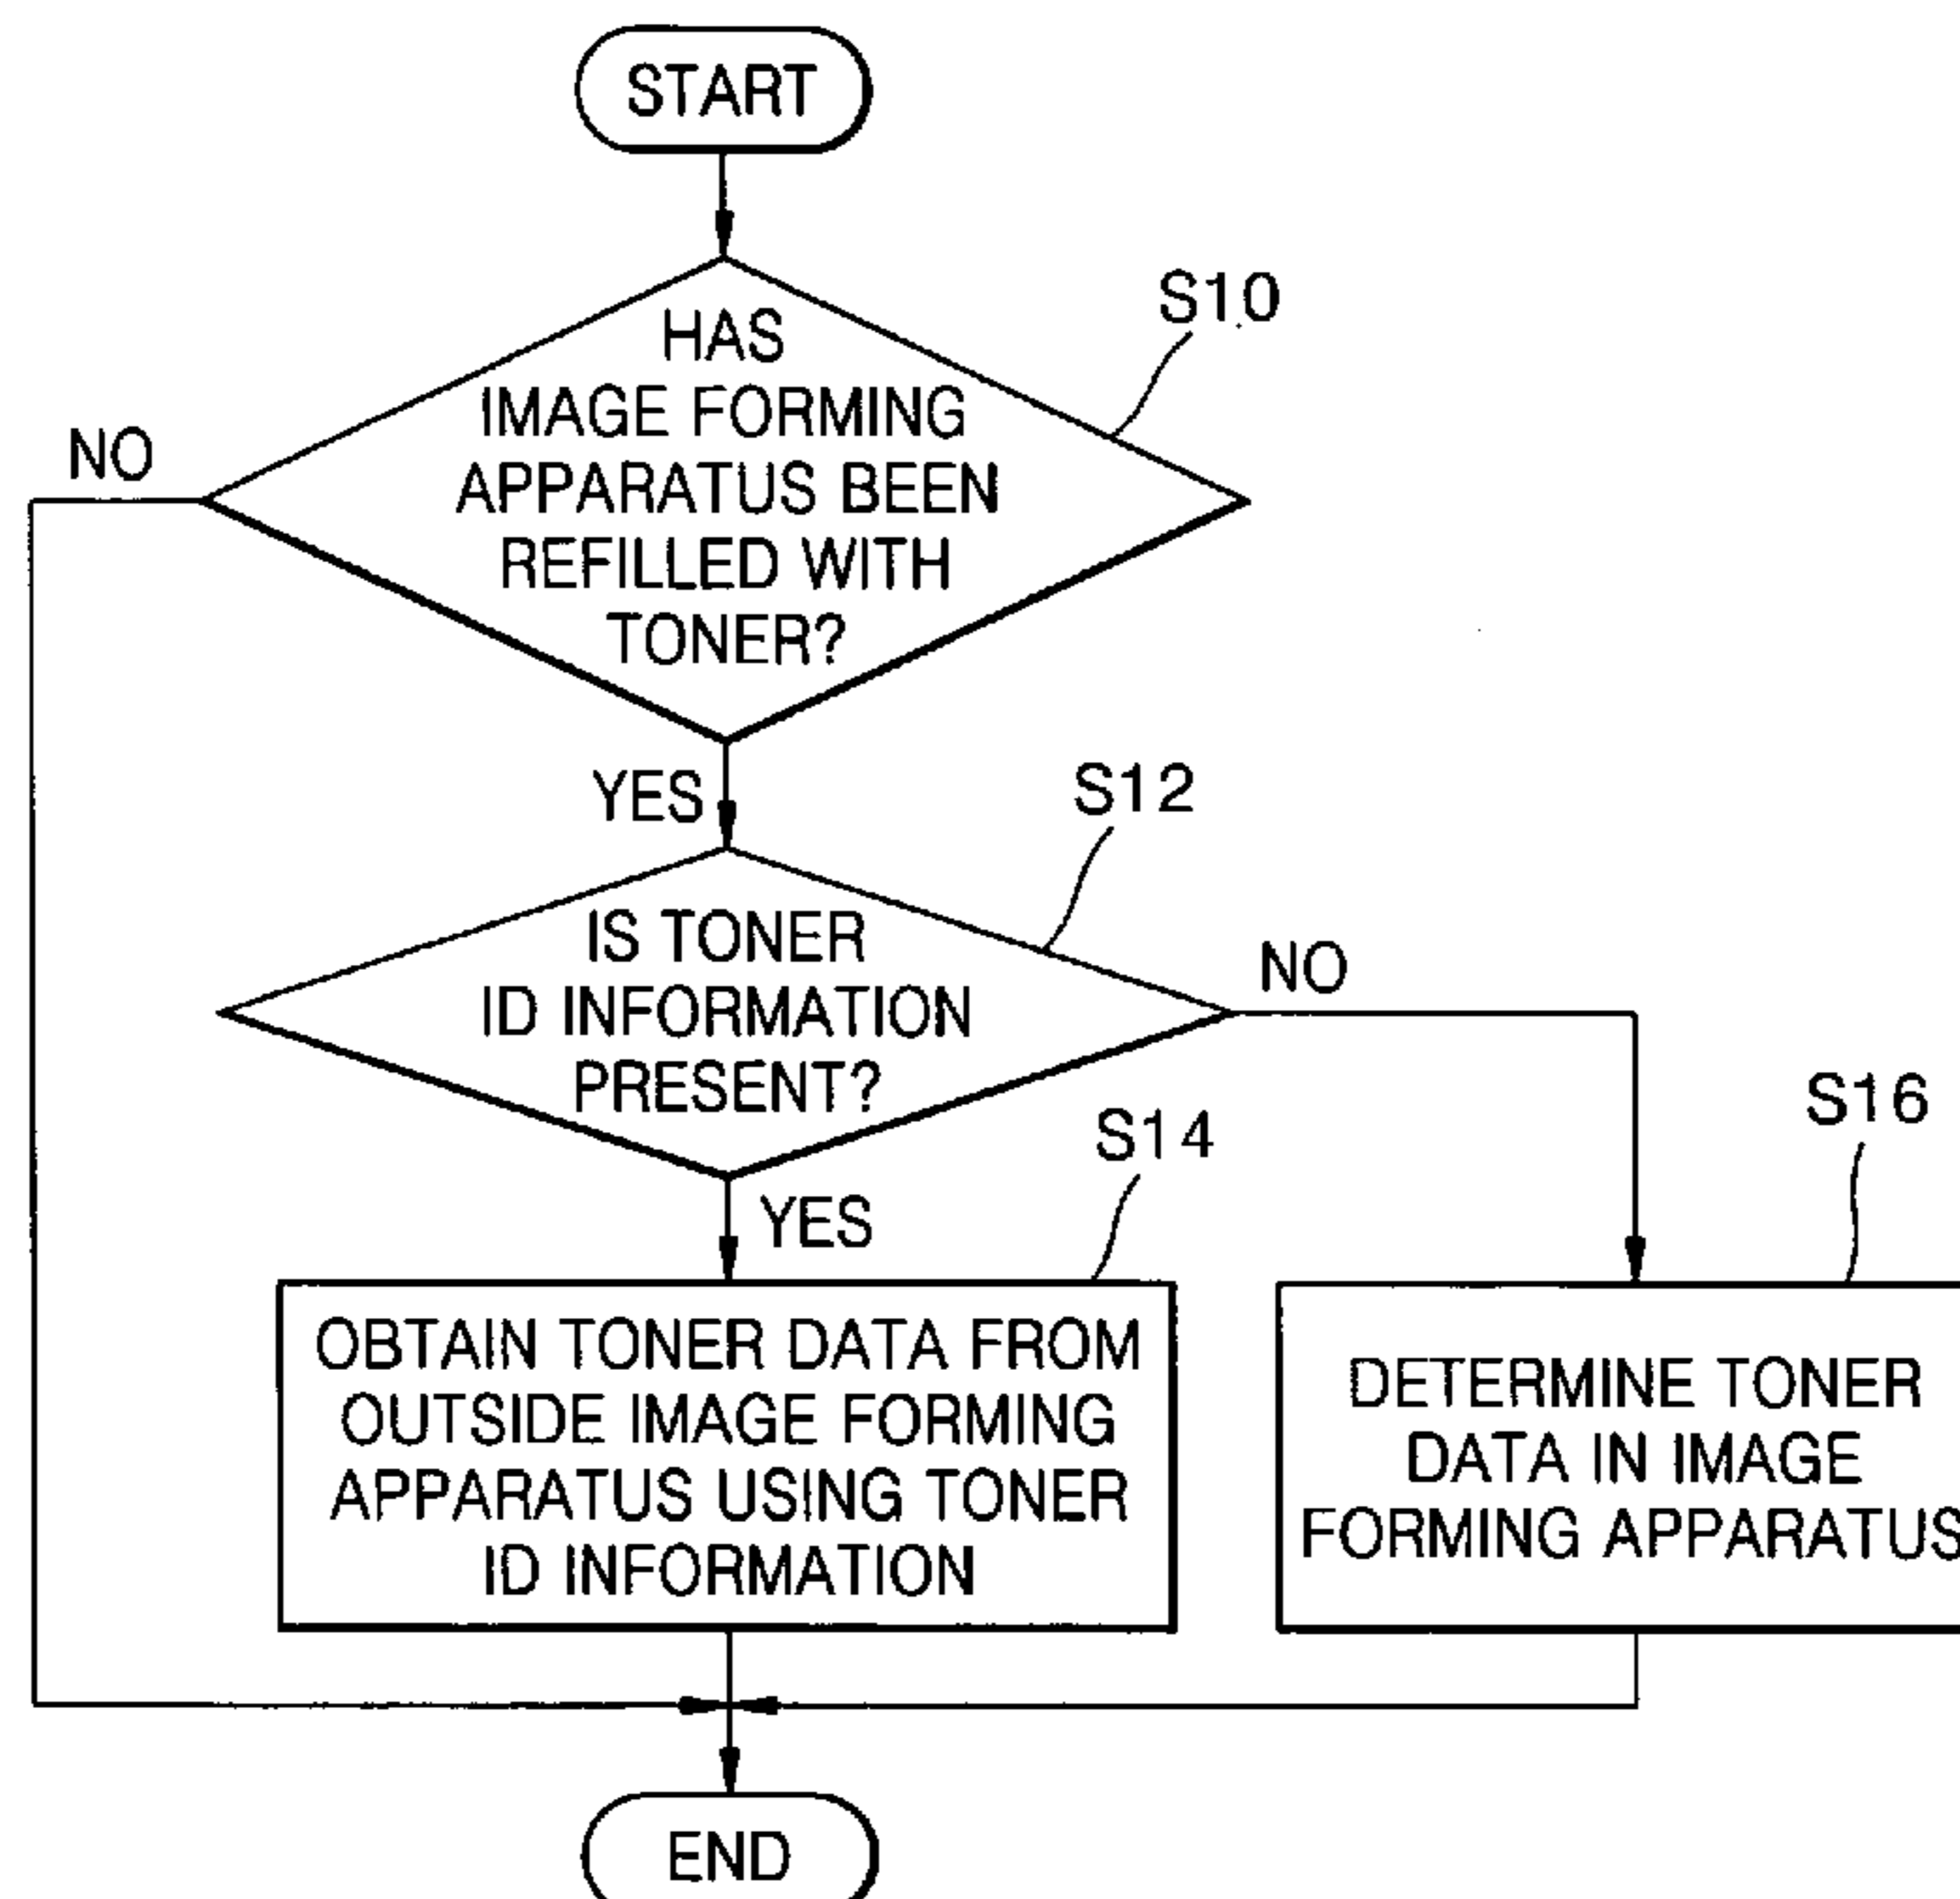 START
S10
HAS
IMAGE FORMING
APPARATUS BEEN
REFILLED WITH
TONER?
NO
YES
S12
IS TONER
ID INFORMATION
PRESENT?
NO
YES
S14
OBTAIN TONER DATA FROM
OUTSIDE IMAGE FORMING
APPARATUS USING TONER
ID INFORMATION
S16
DETERMINE TONER
DATA IN IMAGE
FORMING APPARATUS
END